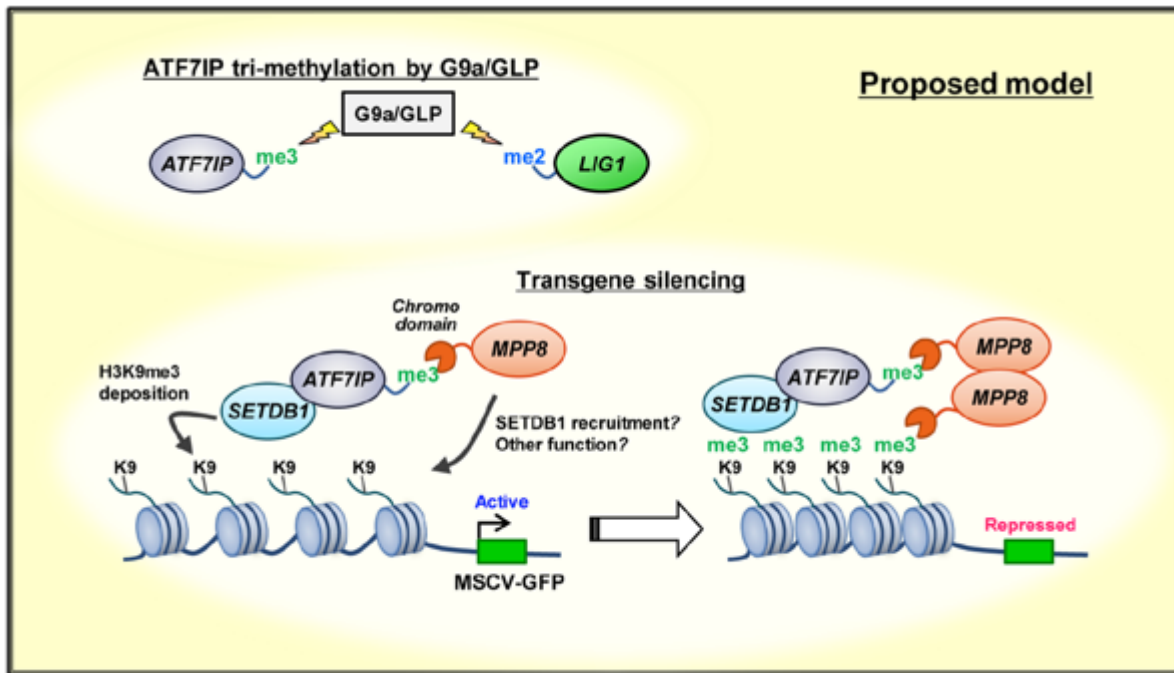 ATF7IP tri-methylation by G9a/GLP
Proposed model
G9a/GLP
ATF7IP
me3
me2
LIG1
Transgene silencing
Chromo
domain
MPP8
H3K9me3
deposition
ATF7IP
me3
SETDB1
SETDB1 recruitment?
Other function?
K9
K9
K9
K9
Active
MSCV-GFP
MPP8
me3
ATF7IP
MPP8
SETDB1
me3
me3
me3
me3
K9
K9
K9
K9
Repressed